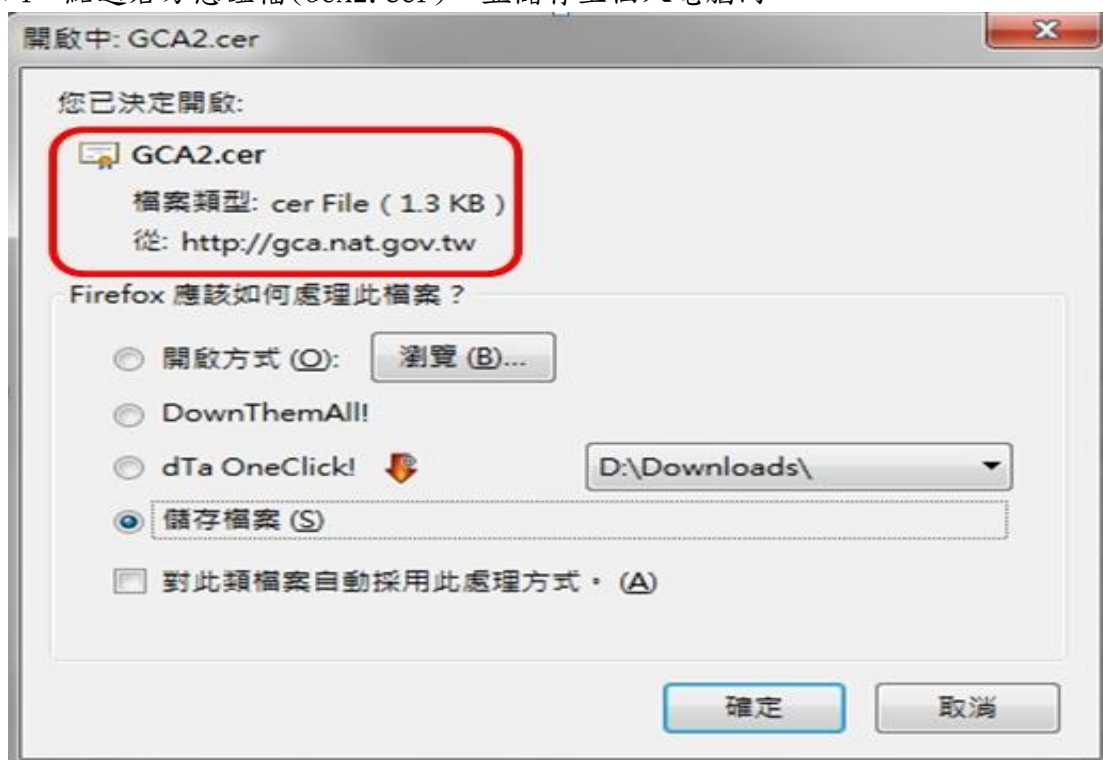 開啟中: GCA2.cer
您已決定開啟:
GCA2.cer
檔案類型: cer File ( 1.3 KB )
從: http://gca.nat.gov.tw
Firefox 應該如何處理此檔案？
開啟方式 (O): 瀏覽 (B)...
DownThemAll!
dTa OneClick! D:\Downloads\
儲存檔案 (S)
對此類檔案自動採用此處理方式。 (A)
確定 取消